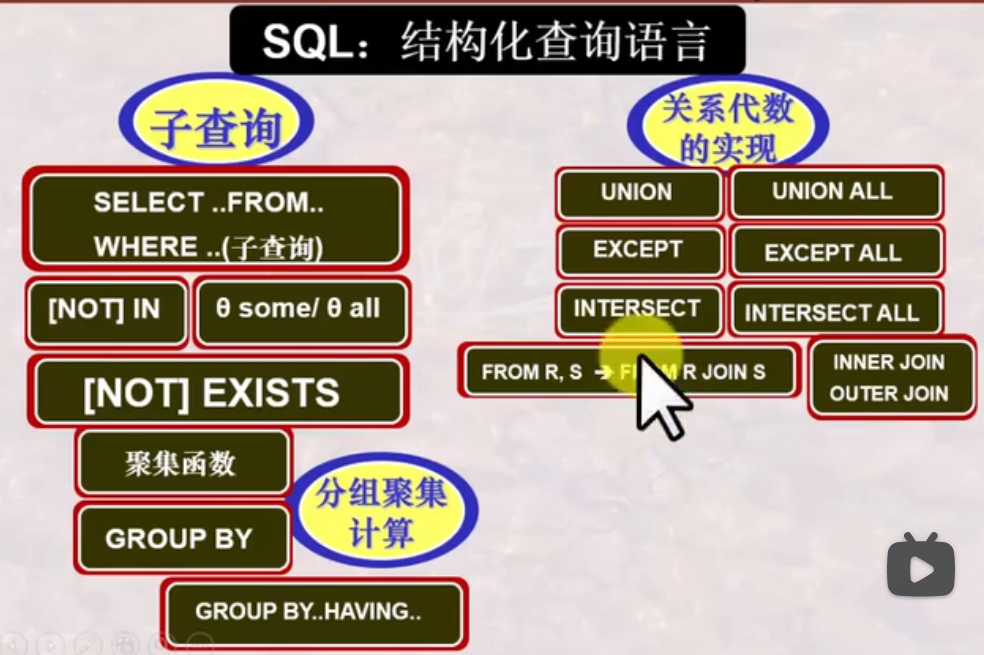 SQL：结构化查询语言
子查询
SELECT ..FROM..
WHERE ..(子查询)
[NOT] IN
θ some/ θ all
[NOT] EXISTS
聚集函数
GROUP BY
分组聚集
计算
GROUP BY..HAVING..
关系代数
的实现
UNION
UNION ALL
EXCEPT
EXCEPT ALL
INTERSECT
INTERSECT ALL
FROM R, S ➔ FROM R JOIN S
INNER JOIN
OUTER JOIN